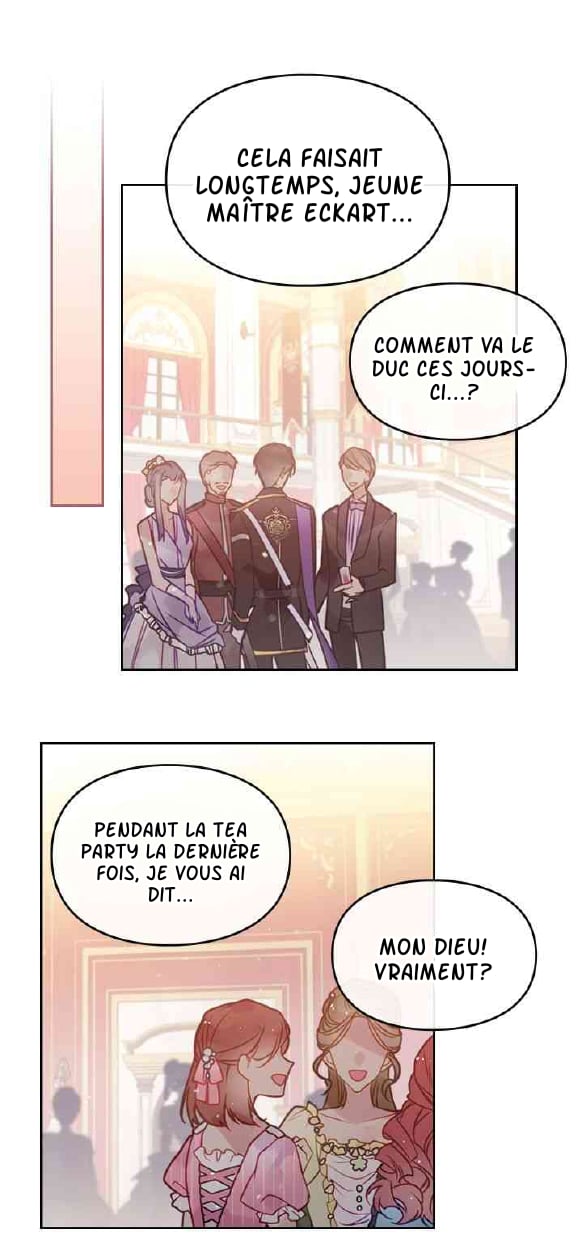 CELA FAISAIT
LONGTEMPS, JEUNE
MAÎTRE ECKART...
COMMENT VA LE
DUC CES JOURS-
CI...?
PENDANT LA TEA
PARTY LA DERNIÈRE
FOIS, JE VOUS AI
DIT...
MON DIEU!
VRAIMENT?